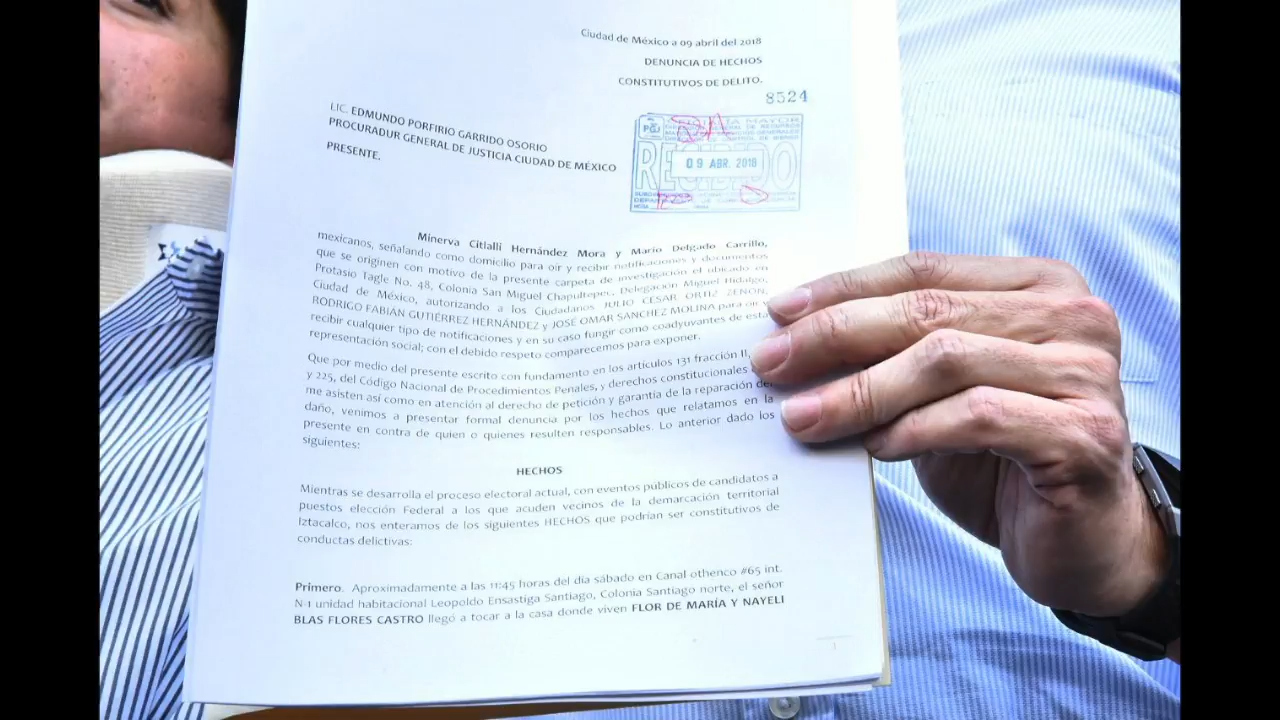 Ciudad de México a 09 abril del 2018
DENUNCIA DE HECHOS
CONSTITUTIVOS DE DELITO.
8524
LIC. EDMUNDO PORFIRIO GARRIDO OSORIO
PROCURADUR GENERAL DE JUSTICIA CIUDAD DE MÉXICO
PRESENTE.
PGJ
RECIBIDO
09 ABR. 2018
Minerva Citlalli Hernández Mora y Mario Delgado Carrillo,
mexicanos, señalando como domicilio para oír y recibir notificaciones y documentos
que se originen con motivo de la presente carpeta de investigación el ubicado en
Protasio Tagle No. 48, Colonia San Miguel Chapultepec, Delegación Miguel Hidalgo,
Ciudad de México, autorizando a los Ciudadanos JULIO CESAR ORTIZ ZENON,
RODRIGO FABIÁN GUTIÉRREZ HERNÁNDEZ y JOSÉ OMAR SANCHEZ MOLINA para oír y
recibir cualquier tipo de notificaciones y en su caso fungir como coadyuvantes de esta
representación social; con el debido respeto comparecemos para exponer.
Que por medio del presente escrito con fundamento en los artículos 131 fracción II,
y 225, del Código Nacional de Procedimientos Penales, y derechos constitucionales
me asisten así como en atención al derecho de petición y garantía de la reparación del
daño, venimos a presentar formal denuncia por los hechos que relatamos en la
presente en contra de quien o quienes resulten responsables. Lo anterior dado los
siguientes:
HECHOS
Mientras se desarrolla el proceso electoral actual, con eventos públicos de candidatos a
puestos elección Federal a los que acuden vecinos de la demarcación territorial
Iztacalco, nos enteramos de los siguientes HECHOS que podrían ser constitutivos de
conductas delictivas:
Primero. Aproximadamente a las 11:45 horas del día sábado en Canal othenco #65 int.
N-1 unidad habitacional Leopoldo Ensastiga Santiago, Colonia Santiago norte, el señor
BLAS FLORES CASTRO llegó a tocar a la casa donde viven FLOR DE MARÍA Y NAYELI
1